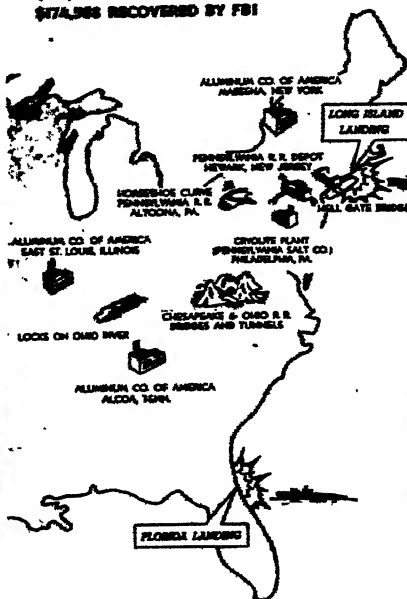 $174,588 RECOVERED BY FBI
ALUMINUM CO. OF AMERICA
MASSENA, NEW YORK
LONG ISLAND
LANDING
PENNSYLVANIA R. R. DEPOT
NEWARK, NEW JERSEY
HORSESHOE CURVE
PENNSYLVANIA R. R.
ALTOONA, PA.
HELL GATE BRIDGE
ALUMINUM CO. OF AMERICA
EAST ST. LOUIS, ILLINOIS
CRYOLITE PLANT
(PENNSYLVANIA SALT CO.)
PHILADELPHIA, PA.
CHESAPEAKE & OHIO R. R.
BRIDGES AND TUNNELS
LOCKS ON OHIO RIVER
ALUMINUM CO. OF AMERICA
ALCOA, TENN.
FLORIDA LANDING